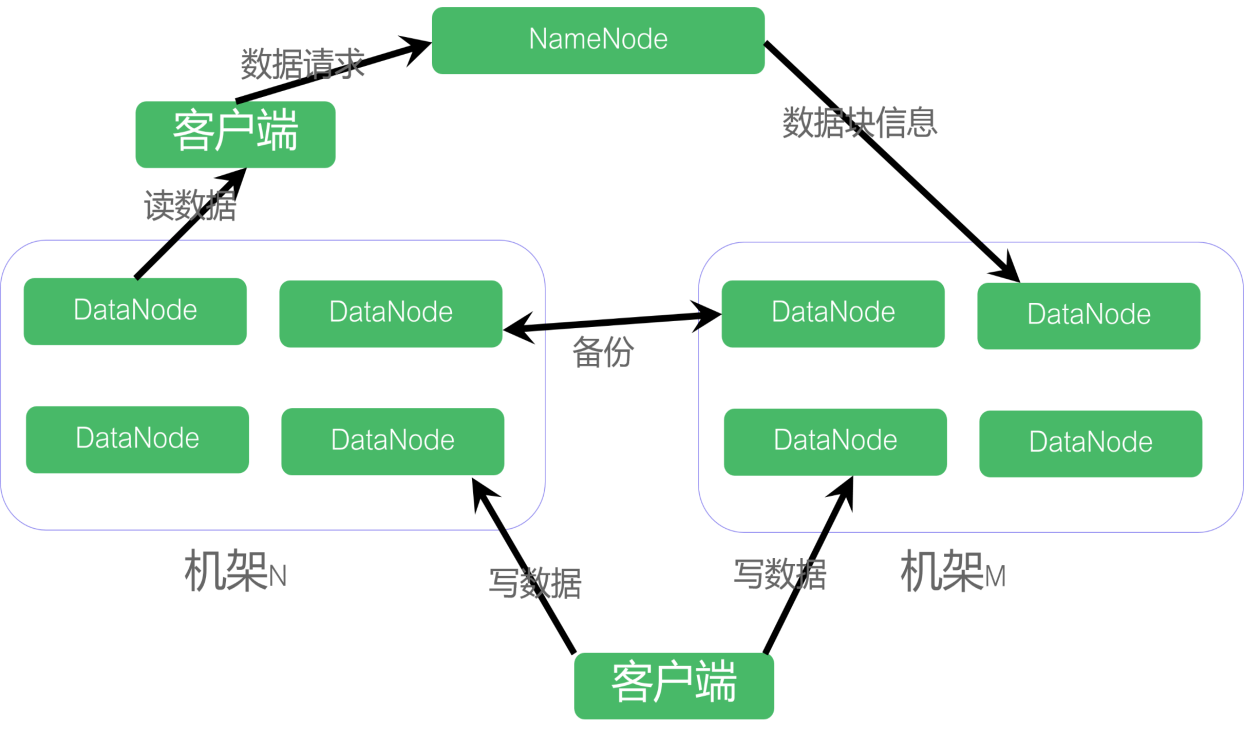 NameNode
数据请求
客户端
数据块信息
读数据
DataNode
DataNode
DataNode
DataNode
备份
DataNode
DataNode
DataNode
DataNode
机架N
机架M
写数据
写数据
客户端